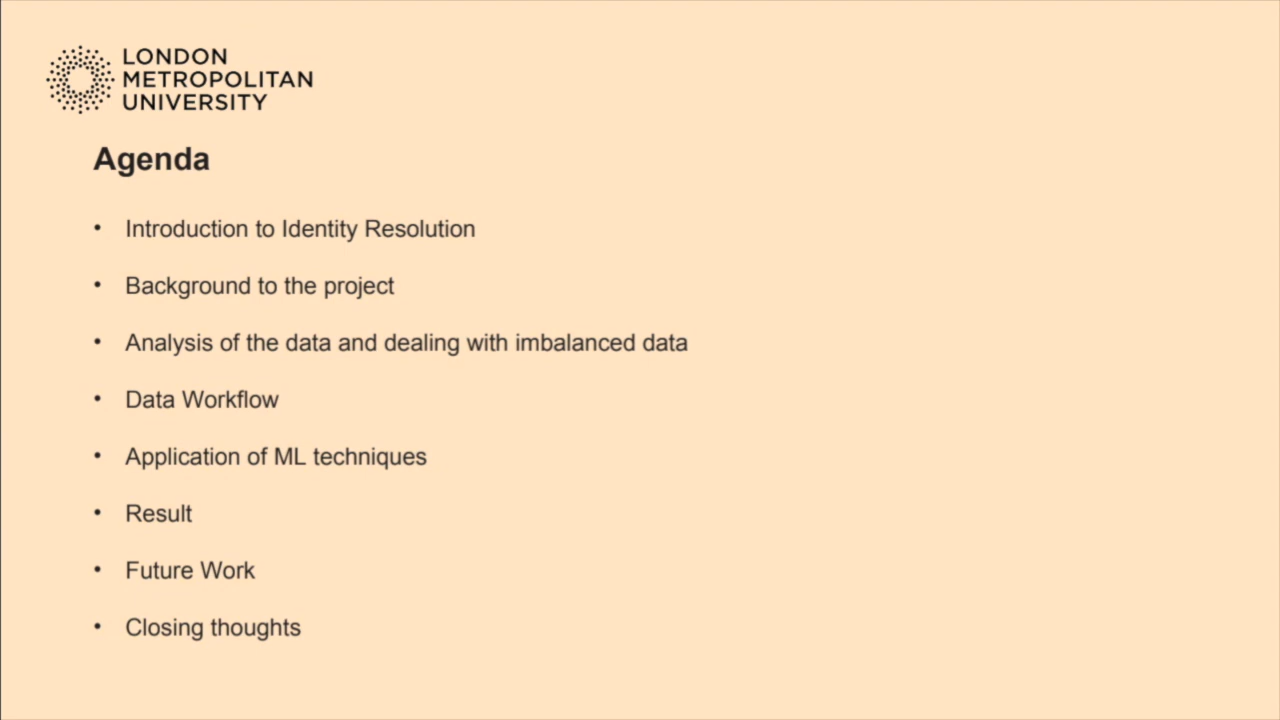 LONDON
METROPOLITAN
UNIVERSITY
Agenda
• Introduction to Identity Resolution
• Background to the project
• Analysis of the data and dealing with imbalanced data
• Data Workflow
• Application of ML techniques
• Result
• Future Work
• Closing thoughts